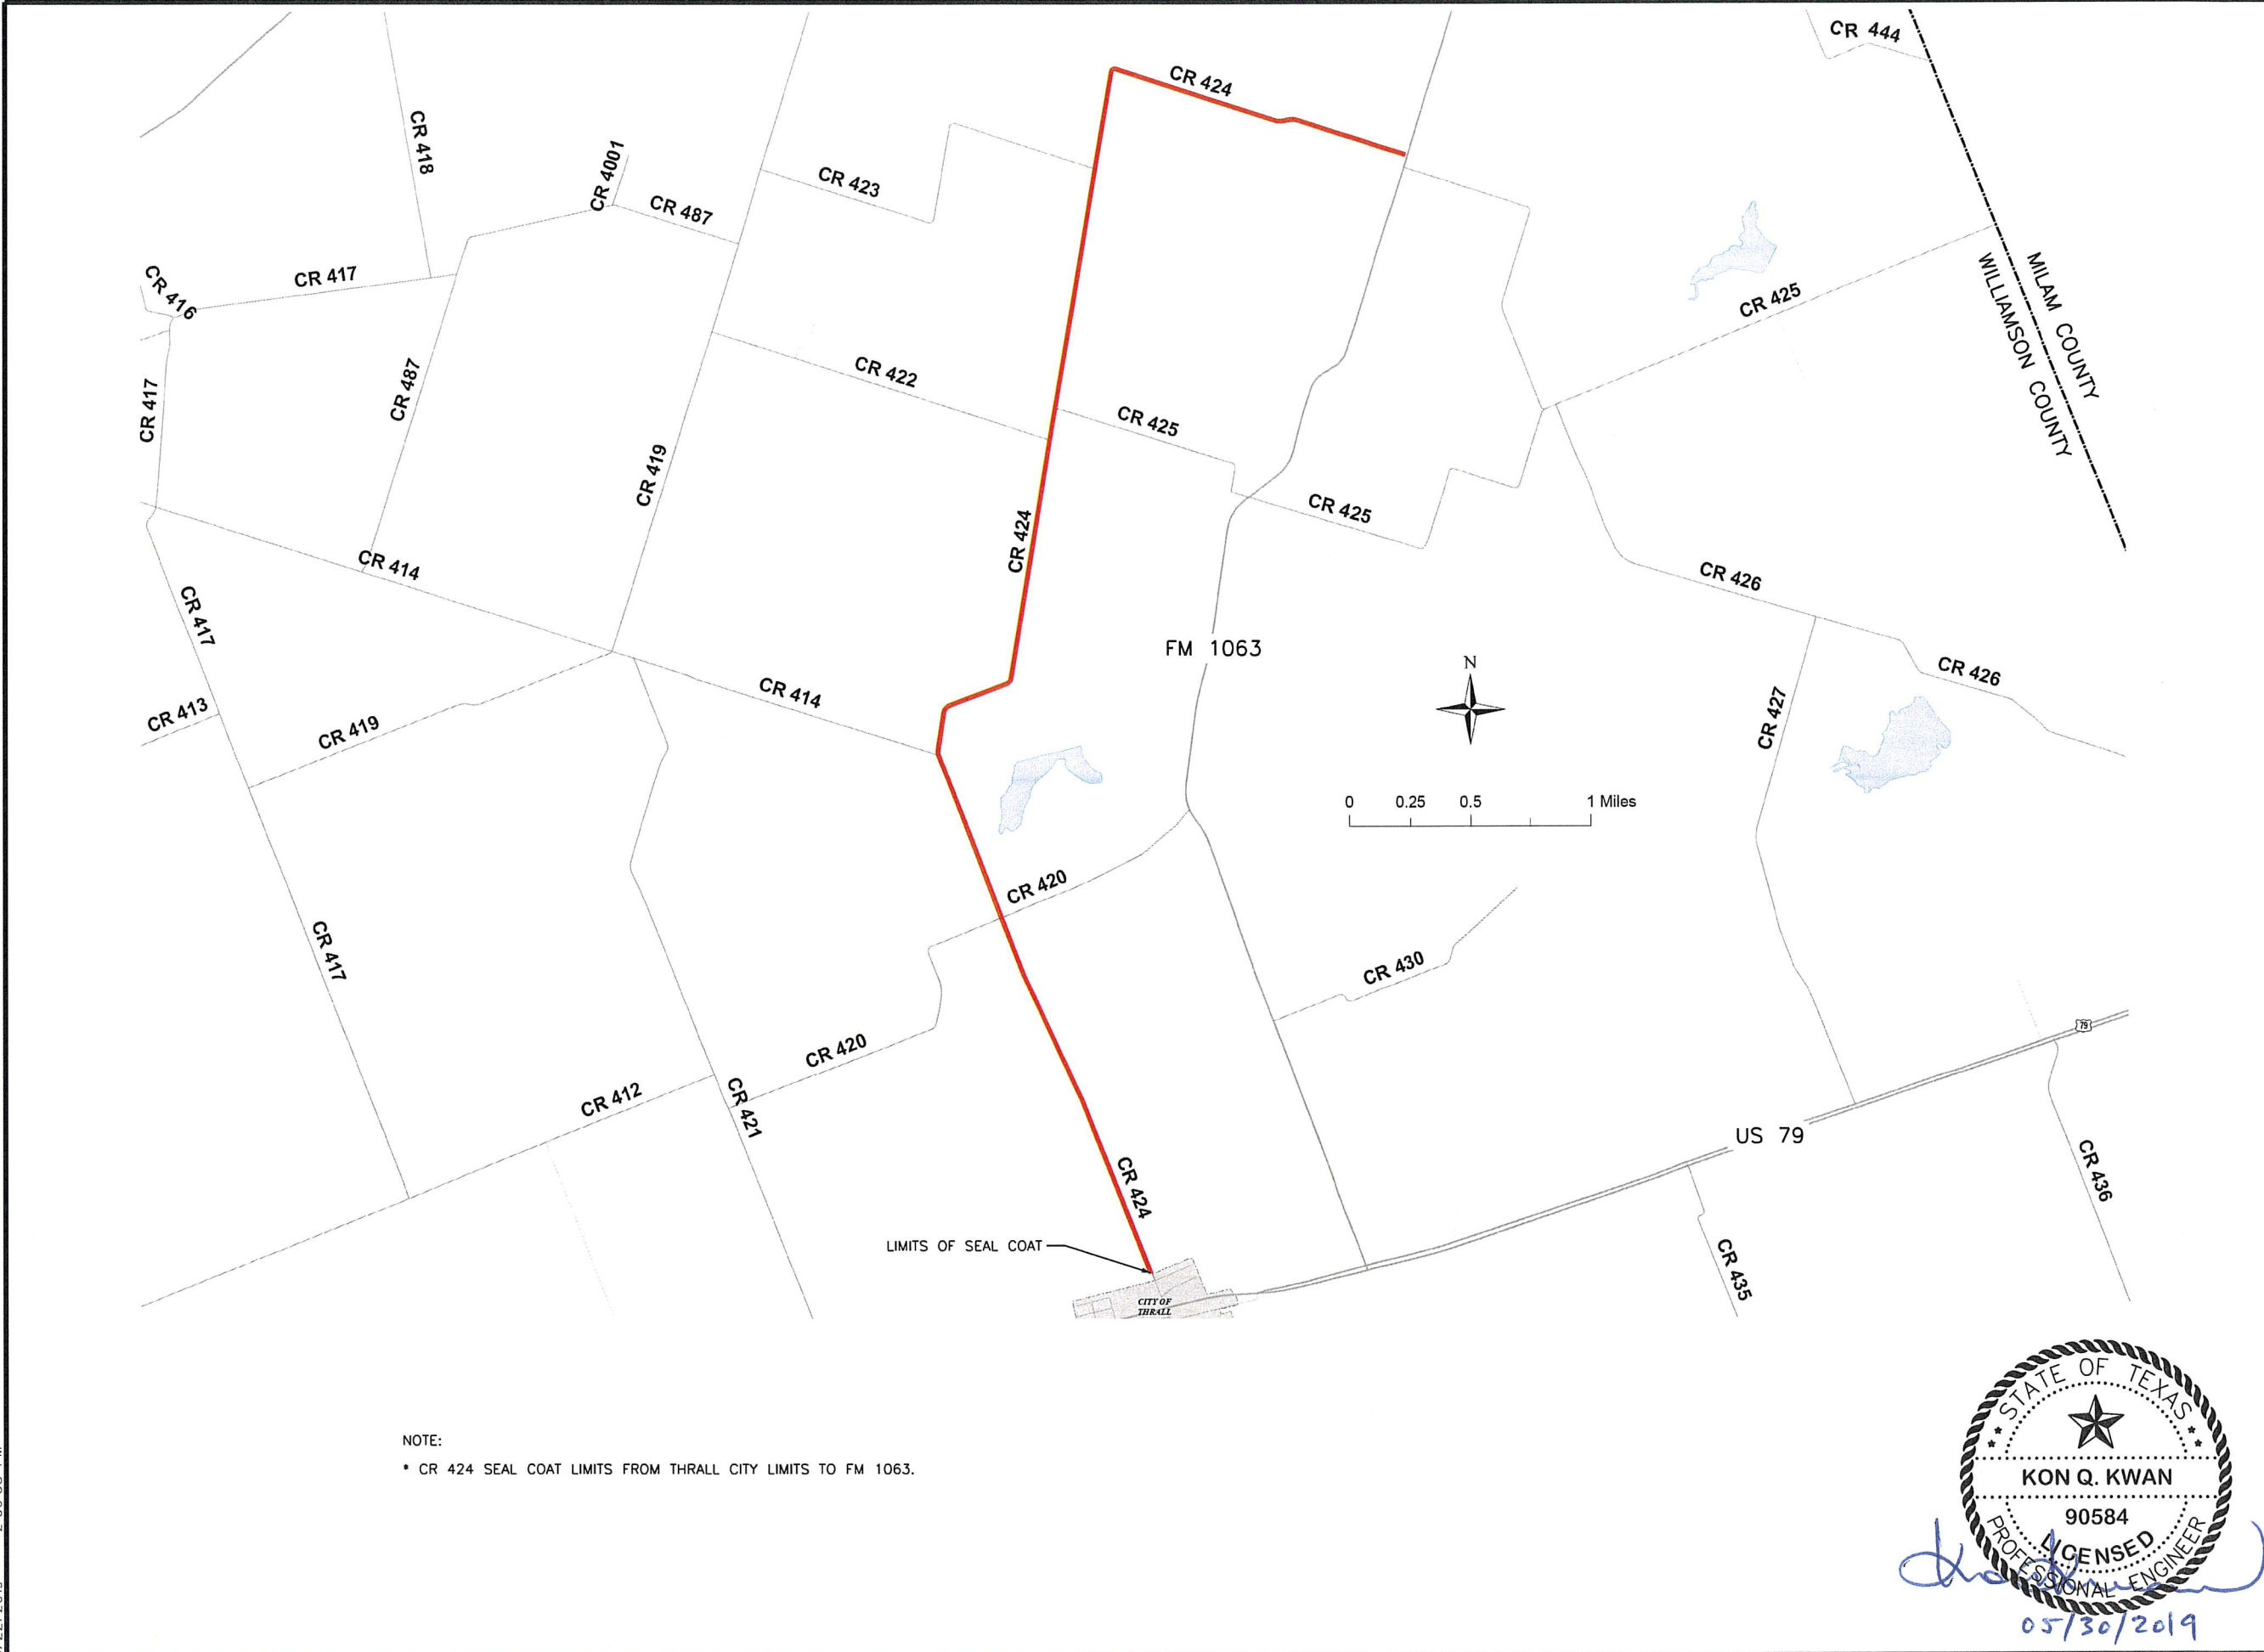 CR 444
CR 424
CR 418
CR 4001
CR 423
CR 487
CR 417
CR 416
CR 425
MILAM COUNTY
WILLIAMSON COUNTY
CR 422
CR 487
CR 417
CR 425
CR 419
CR 425
CR 424
CR 414
CR 426
CR 417
FM 1063
N
CR 426
CR 414
CR 413
CR 427
CR 419
0 0.25 0.5 1 Miles
CR 420
CR 417
CR 430
79
CR 420
CR 412
CR 421
US 79
CR 424
CR 436
LIMITS OF SEAL COAT
CR 435
CITY OF
THRALL
NOTE:
* CR 424 SEAL COAT LIMITS FROM THRALL CITY LIMITS TO FM 1063.
STATE OF TEXAS
KON Q. KWAN
90584
LICENSED
PROFESSIONAL ENGINEER
05/30/2019